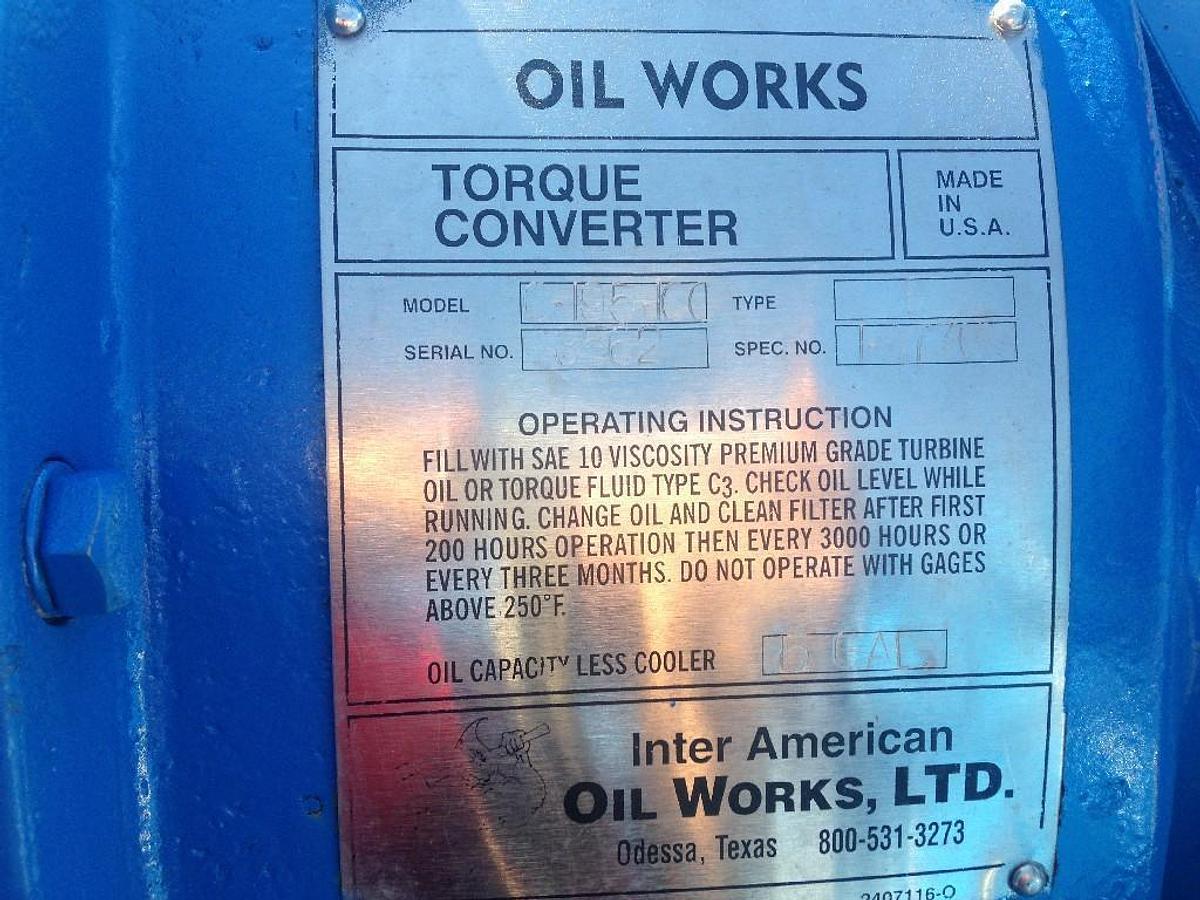 OIL WORKS
TORQUE
CONVERTER
MADE
IN
U.S.A.
MODEL
TYPE
SERIAL NO.
SPEC. NO.
OPERATING INSTRUCTION
FILL WITH SAE 10 VISCOSITY PREMIUM GRADE TURBINE
OIL OR TORQUE FLUID TYPE C3. CHECK OIL LEVEL WHILE
RUNNING. CHANGE OIL AND CLEAN FILTER AFTER FIRST
200 HOURS OPERATION THEN EVERY 3000 HOURS OR
EVERY THREE MONTHS. DO NOT OPERATE WITH GAGES
ABOVE 250°F.
OIL CAPACITY LESS COOLER 6 GAL.
Inter American
OIL WORKS, LTD.
Odessa, Texas 800-531-3273